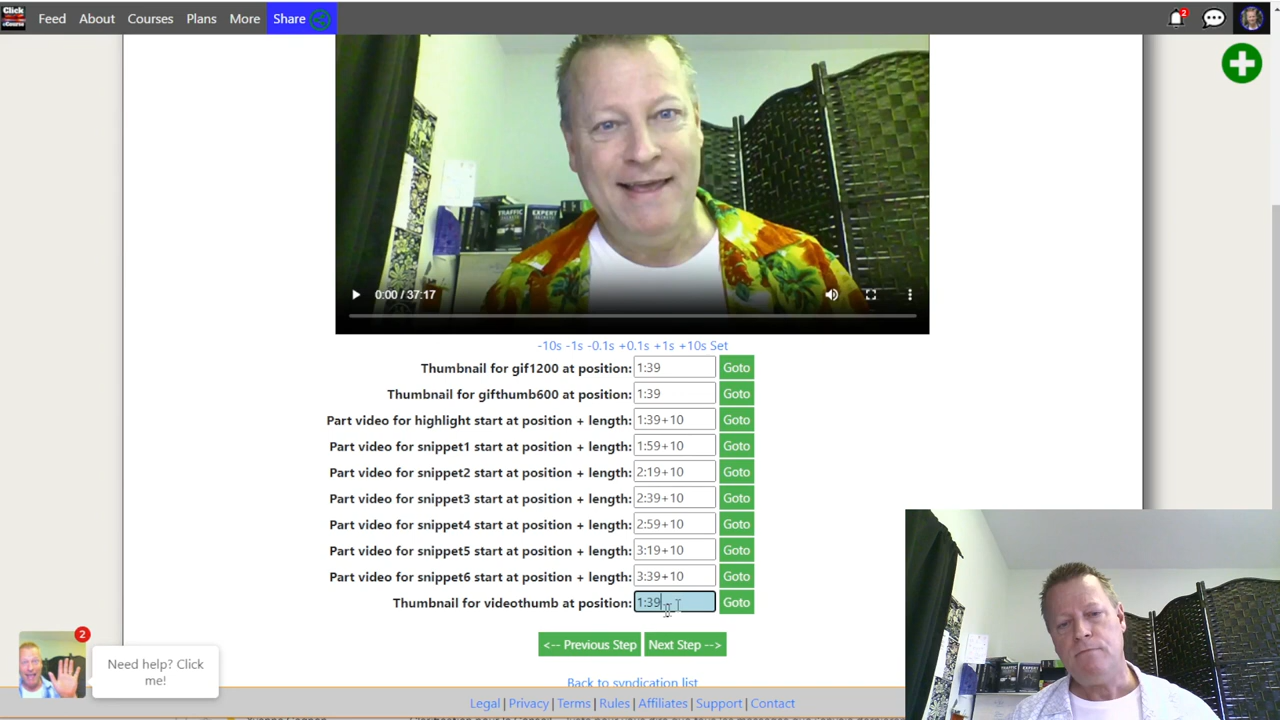 Click
eCourse
Feed About Courses Plans More Share
2
TRAFFIC
SECRETS
EXPERT
SECRETS
0:00 / 37:17
-10s -1s -0.1s +0.1s +1s +10s Set
Thumbnail for gif1200 at position: 1:39 Goto
Thumbnail for gifthumb600 at position: 1:39 Goto
Part video for highlight start at position + length: 1:39+10 Goto
Part video for snippet1 start at position + length: 1:59+10 Goto
Part video for snippet2 start at position + length: 2:19+10 Goto
Part video for snippet3 start at position + length: 2:39+10 Goto
Part video for snippet4 start at position + length: 2:59+10 Goto
Part video for snippet5 start at position + length: 3:19+10 Goto
Part video for snippet6 start at position + length: 3:39+10 Goto
Thumbnail for videothumb at position: 1:39 Goto
<-- Previous Step Next Step -->
2
Need help? Click
me!
Back to syndication list
Legal | Privacy | Terms | Rules | Affiliates | Support | Contact